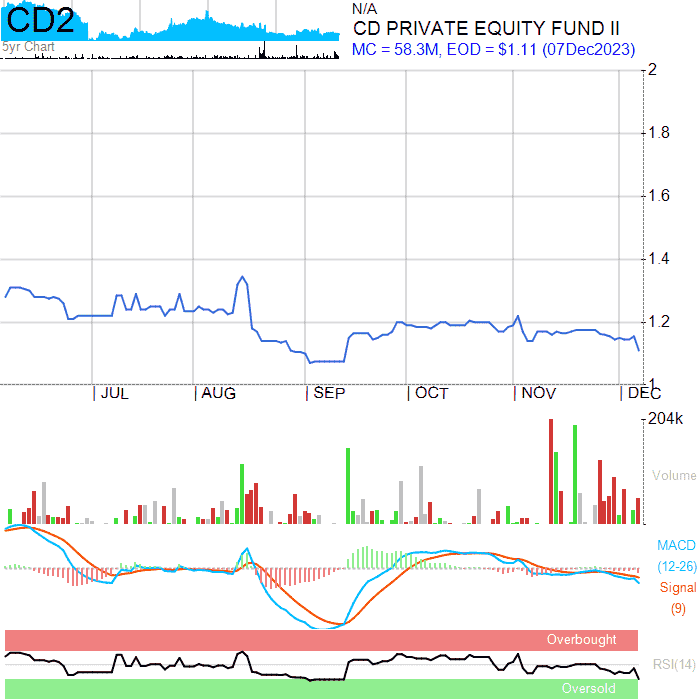 CD2
5yr Chart
N/A
CD PRIVATE EQUITY FUND II
MC = 58.3M, EOD = $1.11 (07Dec2023)
2
1.8
1.6
1.4
1.2
1
JUL
AUG
SEP
OCT
NOV
DEC
204k
Volume
MACD
(12-26)
Signal
(9)
Overbought
RSI(14)
Oversold